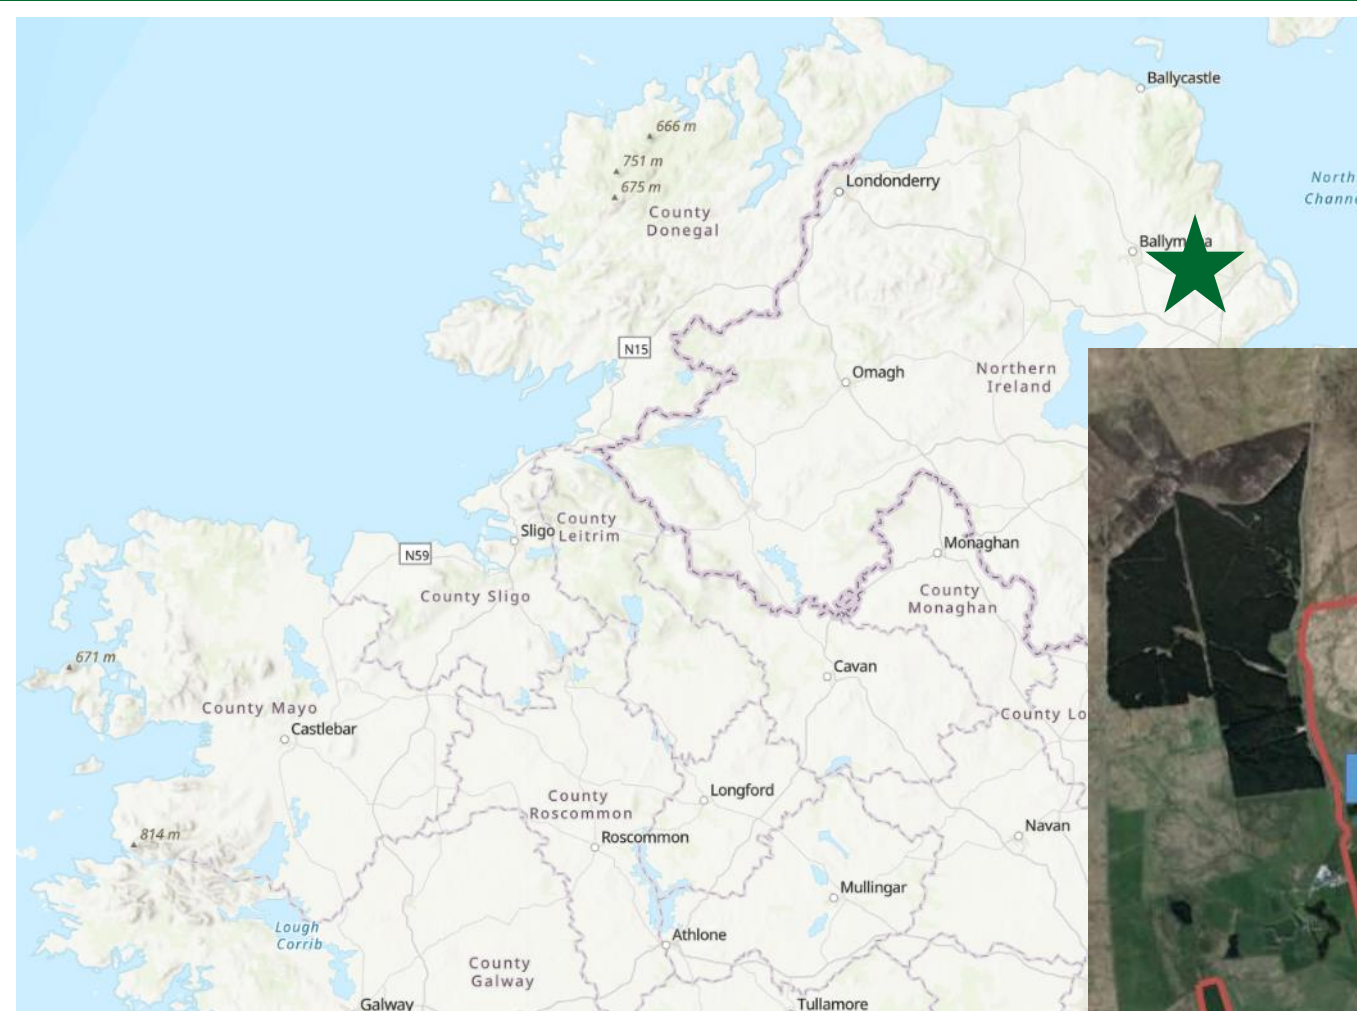 Ballycastle
666 m
751 m
675 m
North
Londonderry
County
Donegal
N15
Omagh
Northern
Ireland
Sligo
County
Leitrim
N59
Monaghan
County Sligo
County
Monaghan
671 m
Cavan
County Mayo
County Lo
Castlebar
Longford
County
Roscommon
Navan
814 m
Roscommon
Mullingar
Lough
Corrib
Athlone
County
Galway
Galway
Tullamore